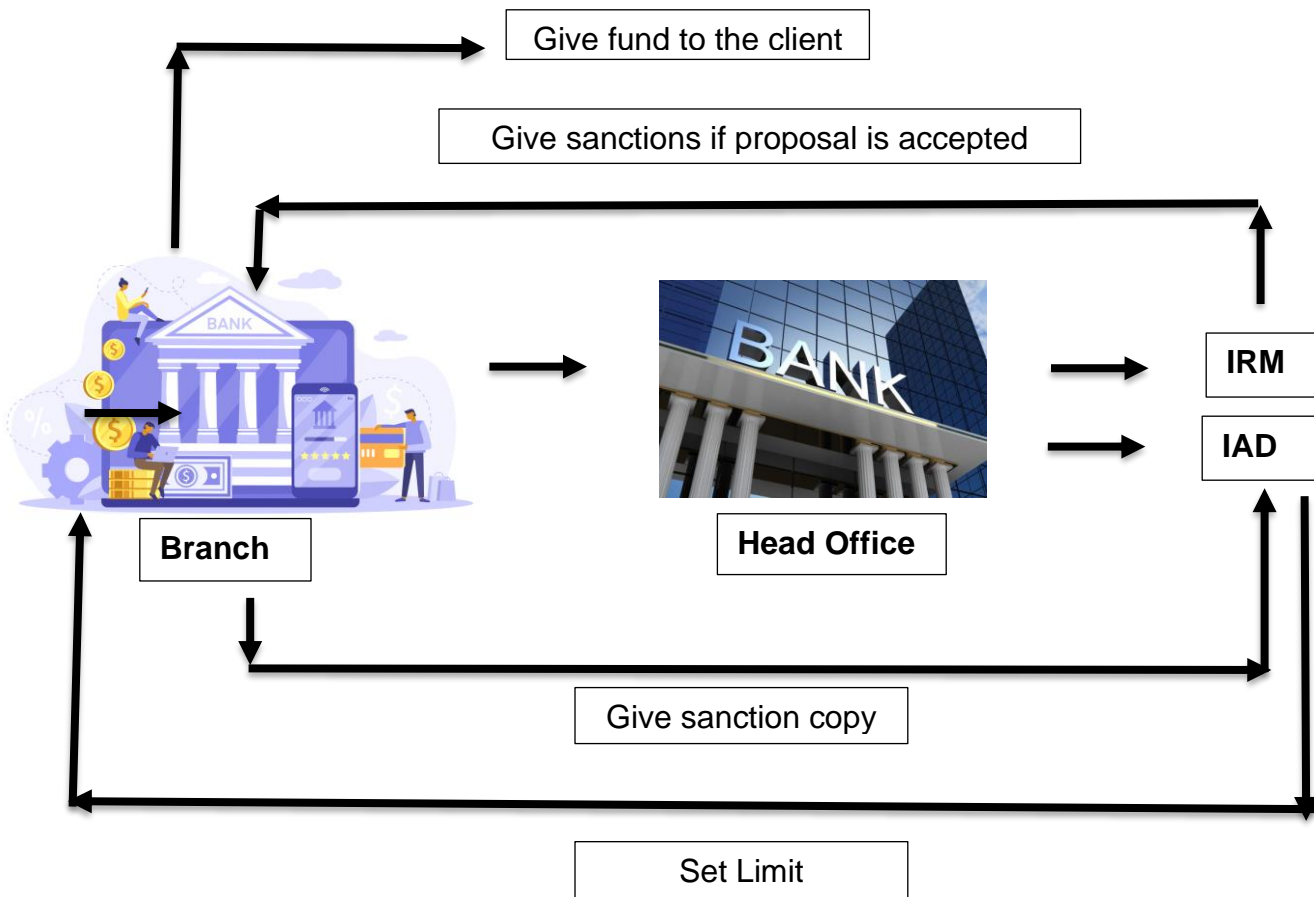 Give fund to the client
Give sanctions if proposal is accepted
BANK
BANK
IRM
IAD
Branch
Head Office
Give sanction copy
Set Limit